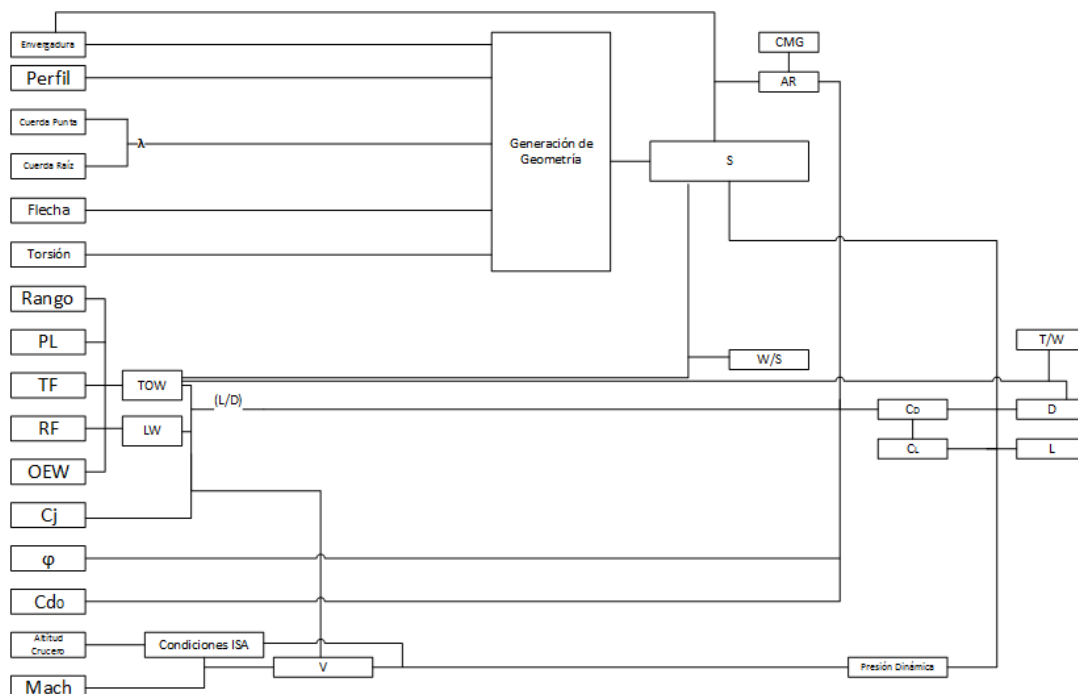 Envergadura
Perfil
Cuerda Punta
λ
Cuerda Raíz
Flecha
Torsión
Generación de
Geometría
CMG
AR
S
Rango
PL
TF
RF
OEW
Cj
φ
Cd0
Altitud
Crucero
Mach
TOW
LW
(L/D)
W/S
T/W
CD
D
CL
L
Condiciones ISA
V
Presión Dinámica